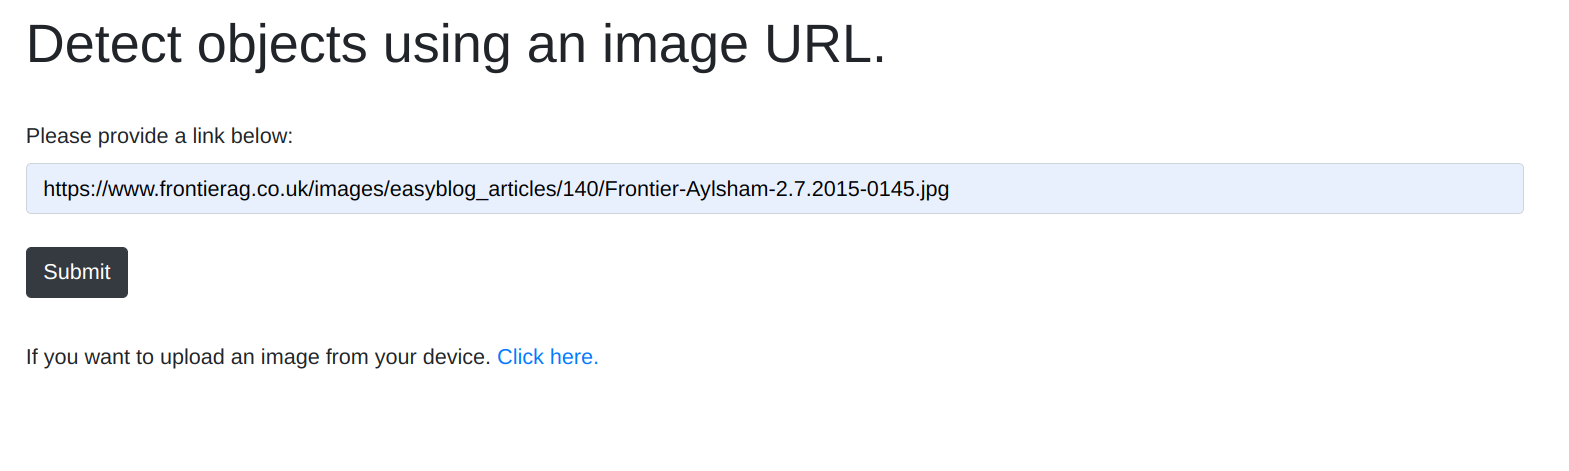 Detect objects using an image URL.
Please provide a link below:
https://www.frontierag.co.uk/images/easyblog_articles/140/Frontier-Aylsham-2.7.2015-0145.jpg
Submit
If you want to upload an image from your device. Click here.